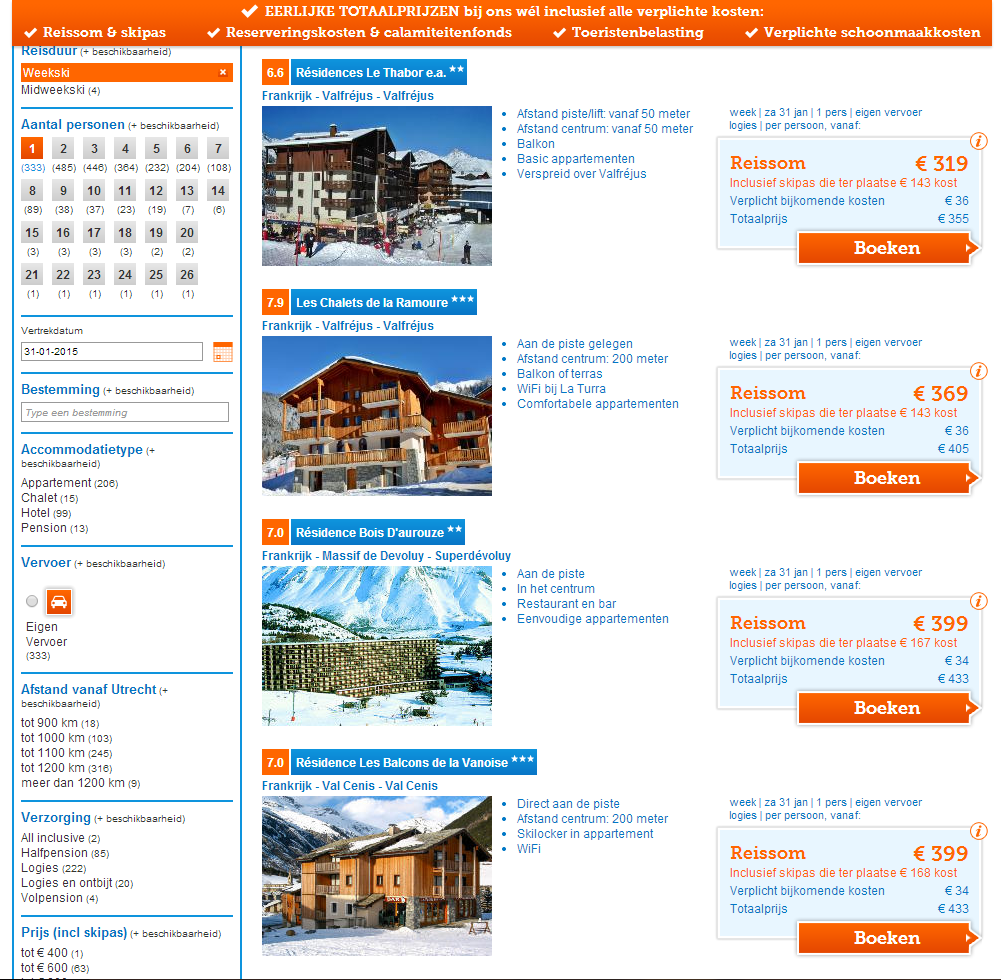 EERLIJKE TOTAALPRIJZEN bij ons wél inclusief alle verplichte kosten:
Reissom & skipas
Reserveringskosten & calamiteitenfonds
Toeristenbelasting
Verplichte schoonmaakkosten
Reisduur (+ beschikbaarheid)
Weekski ×
Midweekski (4)
Aantal personen (+ beschikbaarheid)
1 2 3 4 5 6 7
(333) (485) (446) (364) (232) (204) (108)
8 9 10 11 12 13 14
(89) (38) (37) (23) (19) (7) (6)
15 16 17 18 19 20
(3) (3) (3) (3) (2) (2)
21 22 23 24 25 26
(1) (1) (1) (1) (1) (1)
Vertrekdatum
31-01-2015
Bestemming (+ beschikbaarheid)
Type een bestemming
Accommodatietype (+
beschikbaarheid)
Appartement (206)
Chalet (15)
Hotel (99)
Pension (13)
Vervoer (+ beschikbaarheid)
Eigen
Vervoer
(333)
Afstand vanaf Utrecht (+
beschikbaarheid)
tot 900 km (18)
tot 1000 km (103)
tot 1100 km (245)
tot 1200 km (316)
meer dan 1200 km (9)
Verzorging (+ beschikbaarheid)
All inclusive (2)
Halfpension (85)
Logies (222)
Logies en ontbijt (20)
Volpension (4)
Prijs (incl skipas) (+ beschikbaarheid)
tot € 400 (1)
tot € 600 (63)
6.6 Résidences Le Thabor e.a. **
Frankrijk - Valfréjus - Valfréjus
Afstand piste/lift: vanaf 50 meter
Afstand centrum: vanaf 50 meter
Balkon
Basic appartementen
Verspreid over Valfréjus
week | za 31 jan | 1 pers | eigen vervoer
logies | per persoon, vanaf:
i
Reissom € 319
Inclusief skipas die ter plaatse € 143 kost
Verplicht bijkomende kosten € 36
Totaalprijs € 355
Boeken
7.9 Les Chalets de la Ramoure ***
Frankrijk - Valfréjus - Valfréjus
Aan de piste gelegen
Afstand centrum: 200 meter
Balkon of terras
WiFi bij La Turra
Comfortabele appartementen
week | za 31 jan | 1 pers | eigen vervoer
logies | per persoon, vanaf:
i
Reissom € 369
Inclusief skipas die ter plaatse € 143 kost
Verplicht bijkomende kosten € 36
Totaalprijs € 405
Boeken
7.0 Résidence Bois D'aurouze **
Frankrijk - Massif de Devoluy - Superdévoluy
Aan de piste
In het centrum
Restaurant en bar
Eenvoudige appartementen
week | za 31 jan | 1 pers | eigen vervoer
logies | per persoon, vanaf:
i
Reissom € 399
Inclusief skipas die ter plaatse € 167 kost
Verplicht bijkomende kosten € 34
Totaalprijs € 433
Boeken
7.0 Résidence Les Balcons de la Vanoise ***
Frankrijk - Val Cenis - Val Cenis
Direct aan de piste
Afstand centrum: 200 meter
Skilocker in appartement
WiFi
week | za 31 jan | 1 pers | eigen vervoer
logies | per persoon, vanaf:
i
Reissom € 399
Inclusief skipas die ter plaatse € 168 kost
Verplicht bijkomende kosten € 34
Totaalprijs € 433
Boeken